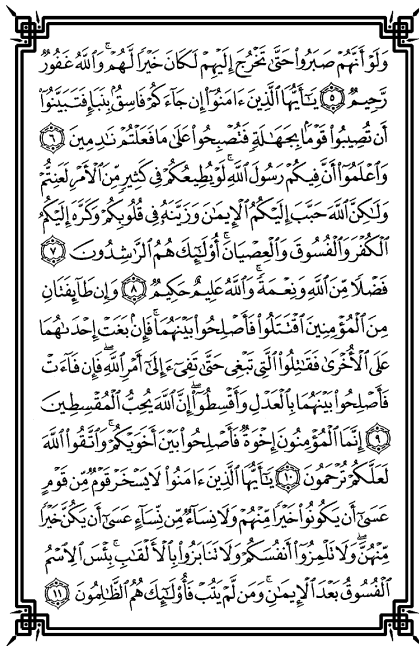 وَلَوْ أَنَّهُمْ صَبَرُوا۟ حَتَّىٰ تَخْرُجَ إِلَيْهِمْ لَكَانَ خَيْرًا لَّهُمْ ۚ وَٱللَّهُ غَفُورٌ
رَّحِيمٌ ﴿٥﴾ يَـٰٓأَيُّهَا ٱلَّذِينَ ءَامَنُوٓا۟ إِن جَآءَكُمْ فَاسِقٌۢ بِنَبَإٍ فَتَبَيَّنُوٓا۟
أَن تُصِيبُوا۟ قَوْمًۢا بِجَهَـٰلَةٍ فَتُصْبِحُوا۟ عَلَىٰ مَا فَعَلْتُمْ نَـٰدِمِينَ ﴿٦﴾
وَٱعْلَمُوٓا۟ أَنَّ فِيكُمْ رَسُولَ ٱللَّهِ ۚ لَوْ يُطِيعُكُمْ فِى كَثِيرٍ مِّنَ ٱلْأَمْرِ لَعَنِتُّمْ
وَلَـٰكِنَّ ٱللَّهَ حَبَّبَ إِلَيْكُمُ ٱلْإِيمَـٰنَ وَزَيَّنَهُۥ فِى قُلُوبِكُمْ وَكَرَّهَ إِلَيْكُمُ
ٱلْكُفْرَ وَٱلْفُسُوقَ وَٱلْعِصْيَانَ ۚ أُو۟لَـٰٓئِكَ هُمُ ٱلرَّٰشِدُونَ ﴿٧﴾
فَضْلًا مِّنَ ٱللَّهِ وَنِعْمَةً ۚ وَٱللَّهُ عَلِيمٌ حَكِيمٌ ﴿٨﴾ وَإِن طَآئِفَتَانِ
مِنَ ٱلْمُؤْمِنِينَ ٱقْتَتَلُوا۟ فَأَصْلِحُوا۟ بَيْنَهُمَا ۖ فَإِنۢ بَغَتْ إِحْدَىٰهُمَا
عَلَى ٱلْأُخْرَىٰ فَقَـٰتِلُوا۟ ٱلَّتِى تَبْغِى حَتَّىٰ تَفِىٓءَ إِلَىٰٓ أَمْرِ ٱللَّهِ ۚ فَإِن فَآءَتْ
فَأَصْلِحُوا۟ بَيْنَهُمَا بِٱلْعَدْلِ وَأَقْسِطُوٓا۟ ۖ إِنَّ ٱللَّهَ يُحِبُّ ٱلْمُقْسِطِينَ
﴿٩﴾ إِنَّمَا ٱلْمُؤْمِنُونَ إِخْوَةٌ فَأَصْلِحُوا۟ بَيْنَ أَخَوَيْكُمْ ۚ وَٱتَّقُوا۟ ٱللَّهَ
لَعَلَّكُمْ تُرْحَمُونَ ﴿١٠﴾ يَـٰٓأَيُّهَا ٱلَّذِينَ ءَامَنُوا۟ لَا يَسْخَرْ قَوْمٌ مِّن قَوْمٍ
عَسَىٰٓ أَن يَكُونُوا۟ خَيْرًا مِّنْهُمْ وَلَا نِسَآءٌ مِّن نِّسَآءٍ عَسَىٰٓ أَن يَكُنَّ خَيْرًا
مِّنْهُنَّ ۖ وَلَا تَلْمِزُوٓا۟ أَنفُسَكُمْ وَلَا تَنَابَزُوا۟ بِٱلْأَلْقَـٰبِ ۖ بِئْسَ ٱلِٱسْمُ
ٱلْفُسُوقُ بَعْدَ ٱلْإِيمَـٰنِ ۚ وَمَن لَّمْ يَتُبْ فَأُو۟لَـٰٓئِكَ هُمُ ٱلظَّـٰلِمُونَ ﴿١١﴾